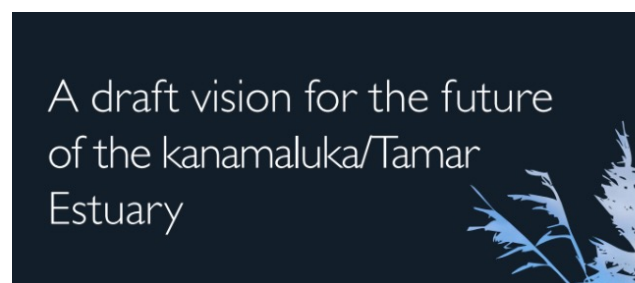 A draft vision for the future
of the kanamaluka/Tamar
Estuary